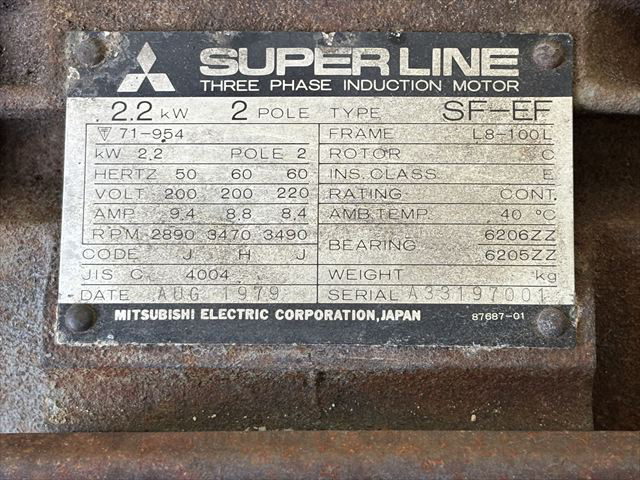 SUPER LINE
THREE PHASE INDUCTION MOTOR
2.2 kW 2 POLE TYPE SF-EF
71-954 FRAME L8-100L
kW 2.2 POLE 2 ROTOR C
HERTZ 50 60 60 INS. CLASS E
VOLT 200 200 220 RATING CONT.
AMP 9.4 8.8 8.4 AMB.TEMP. 40 °C
RPM 2890 3470 3490 BEARING 6206ZZ
CODE J H J 6205ZZ
JIS C 4004 WEIGHT kg
DATE AUG 1979 SERIAL A33197001
MITSUBISHI ELECTRIC CORPORATION, JAPAN 87687-01